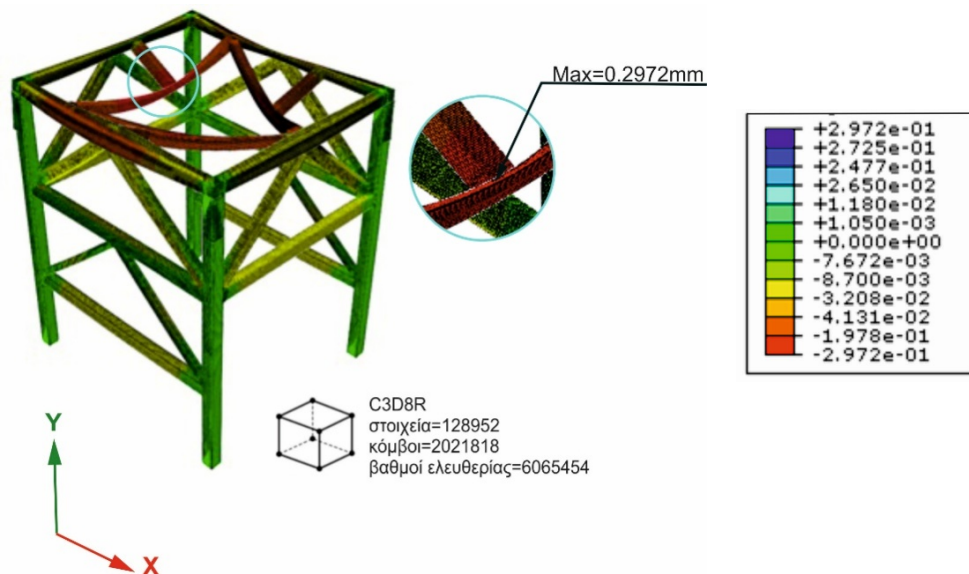 Max=0.2972mm
+2.972e-01
+2.725e-01
+2.477e-01
+2.650e-02
+1.180e-02
+1.050e-03
+0.000e+00
-7.672e-03
-8.700e-03
-3.208e-02
-4.131e-02
-1.978e-01
-2.972e-01
C3D8R
στοιχεία=128952
κόμβοι=2021818
βαθμοί ελευθερίας=6065454
Y
X